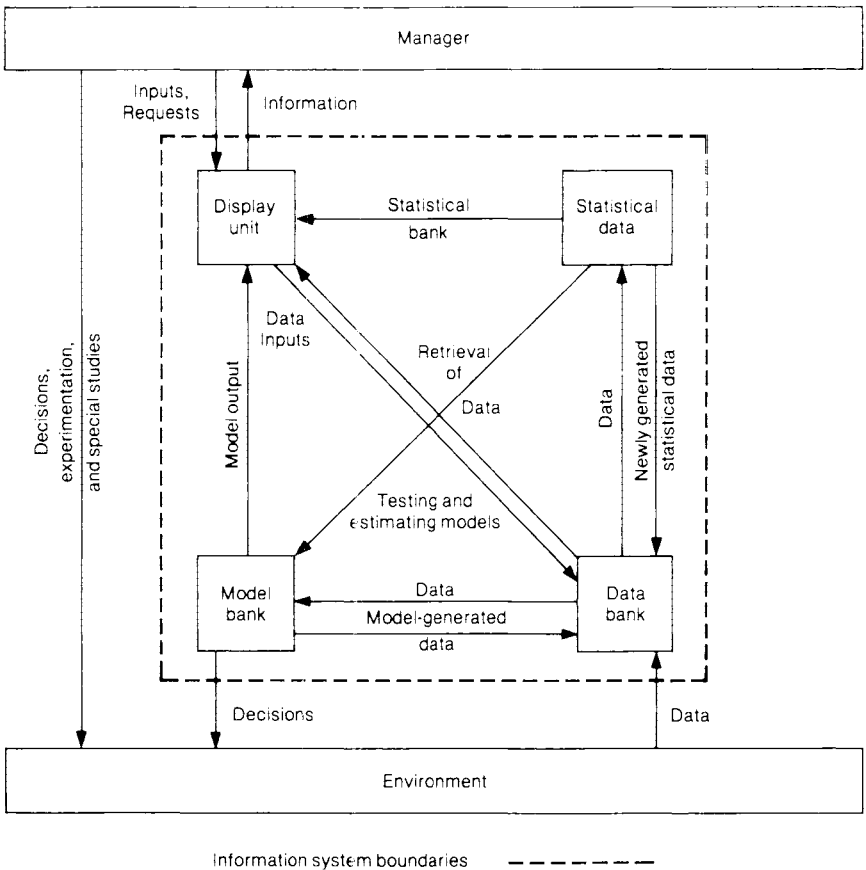 Manager
Inputs,
Requests
Information
Display
unit
Statistical
bank
Statistical
data
Data
Inputs
Retrieval
of
Data
Model output
Data
Newly generated
statistical data
Decisions,
experimentation,
and special studies
Testing and
estimating models
Model
bank
Data
Model-generated
data
Data
bank
Decisions
Data
Environment
Information system boundaries